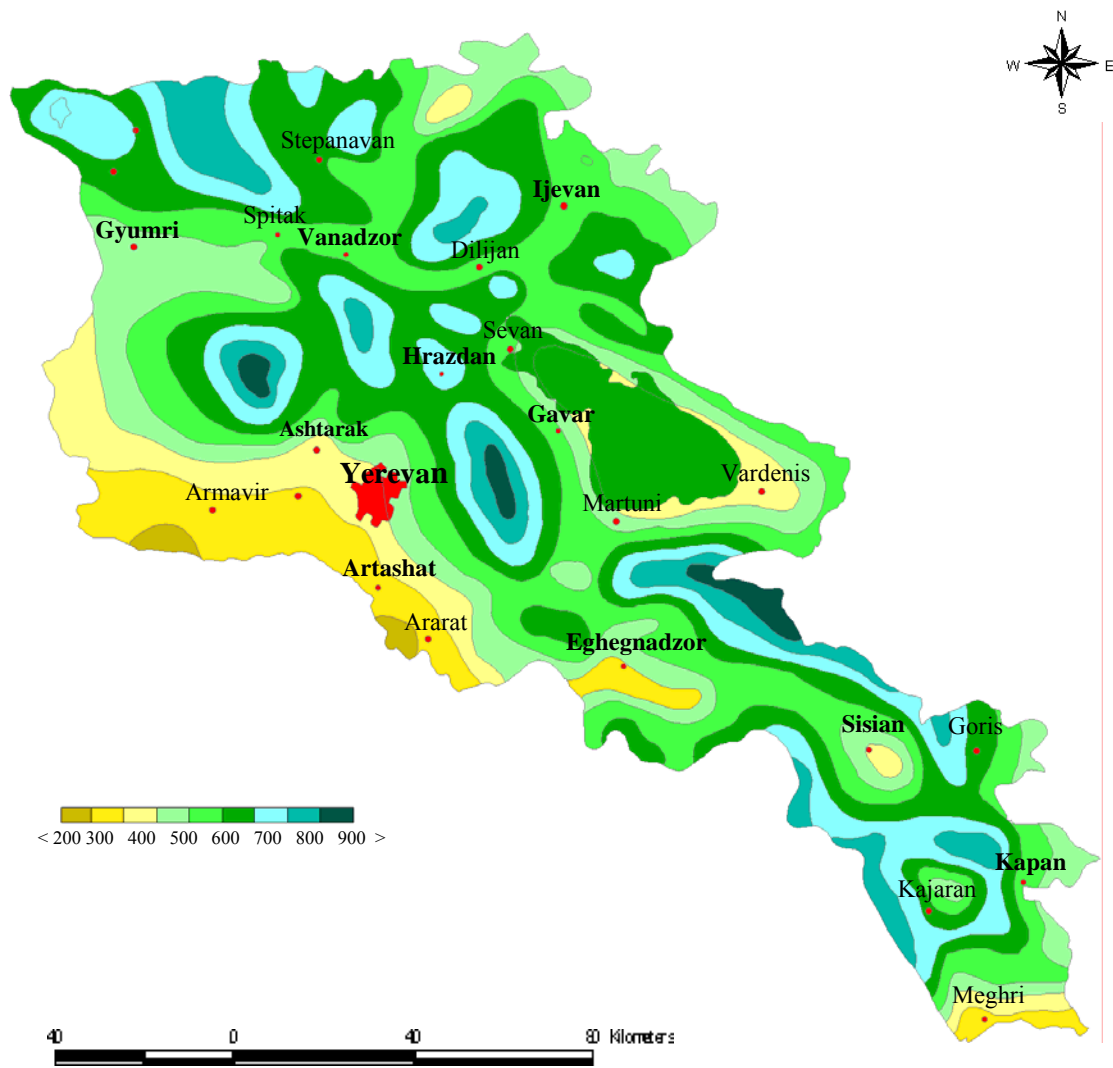 N
W E
S
Stepanavan
Ijevan
Spitak
Gyumri
Vanadzor
Dilijan
Sevan
Hrazdan
Gavar
Ashtarak
Yerevan
Vardenis
Armavir
Martuni
Artashat
Ararat
Eghegnadzor
Sisian
Goris
< 200 300 400 500 600 700 800 900 >
Kapan
Kajaran
Meghri
40 0 40 80 Kilometers